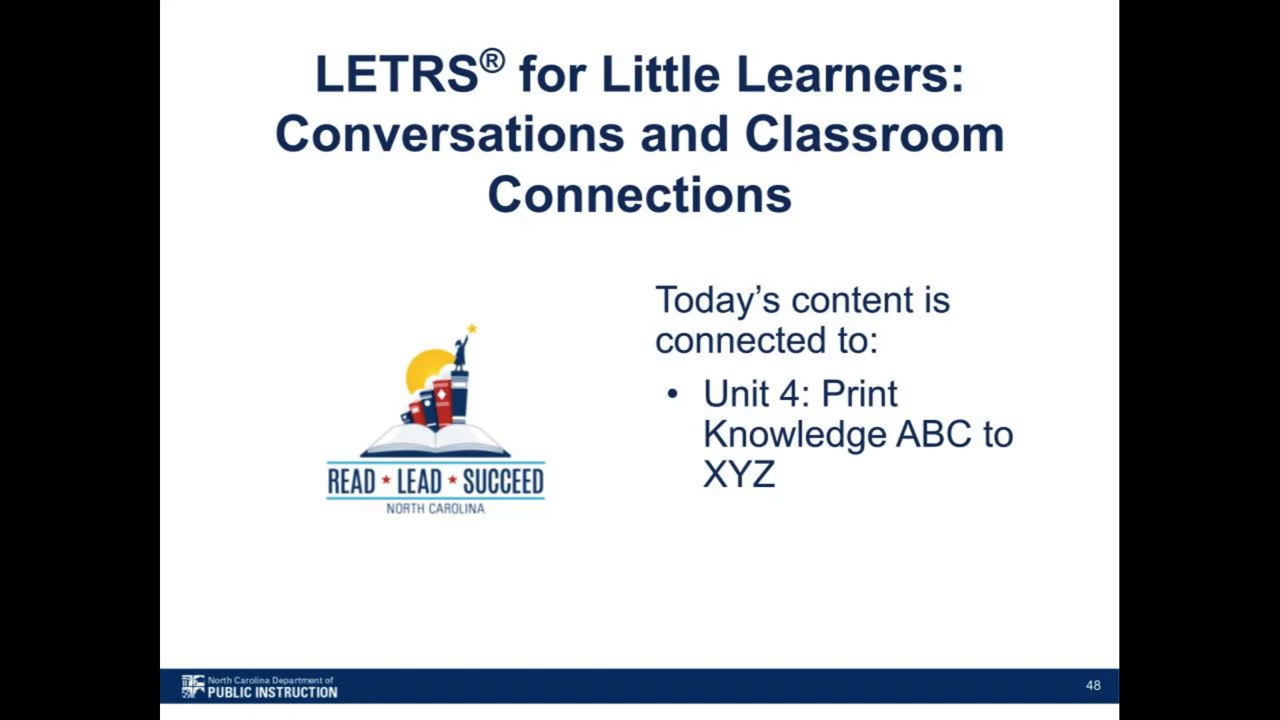 LETRS® for Little Learners:
Conversations and Classroom
Connections
Today’s content is
connected to:
• Unit 4: Print
Knowledge ABC to
XYZ
READ ★ LEAD ★ SUCCEED
NORTH CAROLINA
North Carolina Department of
PUBLIC INSTRUCTION
48